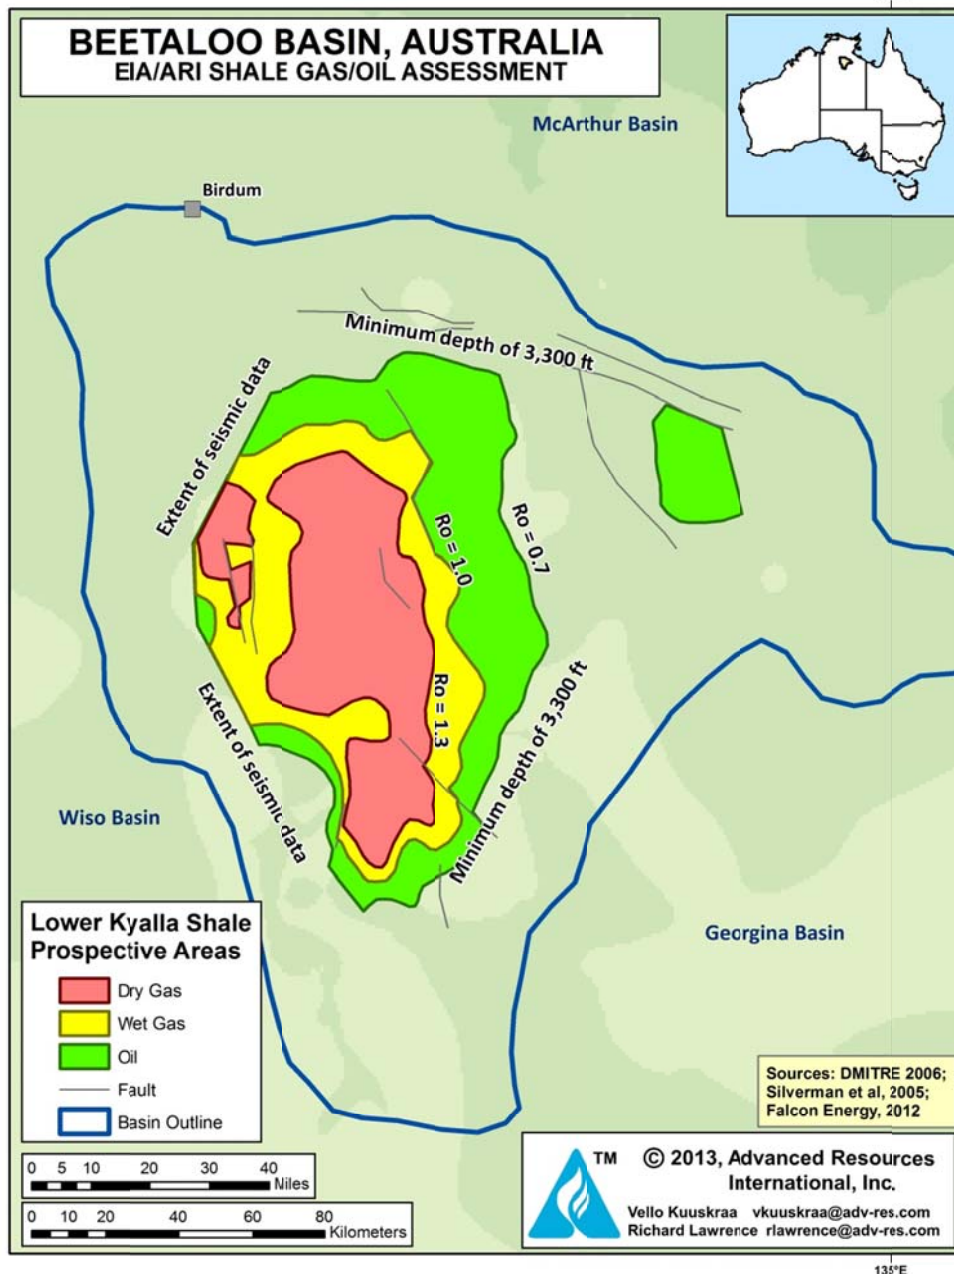 BEETALOO BASIN, AUSTRALIA
EIA/ARI SHALE GAS/OIL ASSESSMENT
McArthur Basin
Birdum
Minimum depth of 3,300 ft
Extent of seismic data
Ro = 1.0
Ro = 0.7
Ro = 1.3
Extent of seismic data
Minimum depth of 3,300 ft
Wiso Basin
Georgina Basin
Lower Kyalla Shale
Prospective Areas
Dry Gas
Wet Gas
Oil
Fault
Basin Outline
Sources: DMITRE 2006;
Silverman et al, 2005;
Falcon Energy, 2012
0 5 10 20 30 40
Niles
0 10 20 40 60 80
Kilometers
TM
© 2013, Advanced Resources
International, Inc.
Vello Kuuskraa vkuuskraa@adv-res.com
Richard Lawrence rlawrence@adv-res.com
135°E